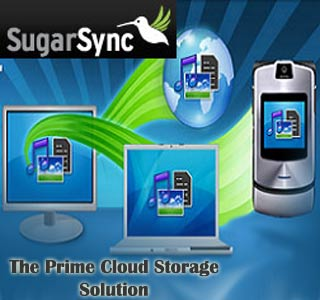 SugarSync
The Prime Cloud Storage
Solution